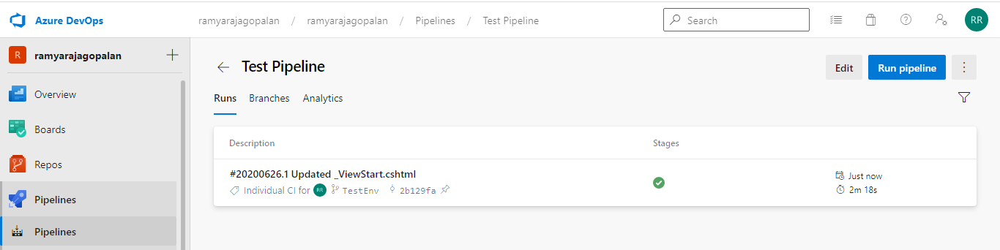 Azure DevOps ramyarajagopalan / ramyarajagopalan / Pipelines / Test Pipeline Search RR
R ramyarajagopalan +
Test Pipeline Edit Run pipeline
Overview
Runs Branches Analytics
Boards
Description Stages
Repos
#20200626.1 Updated _ViewStart.cshtml Just now
Individual CI for RR TestEnv 2b129fa 2m 18s
Pipelines
Pipelines